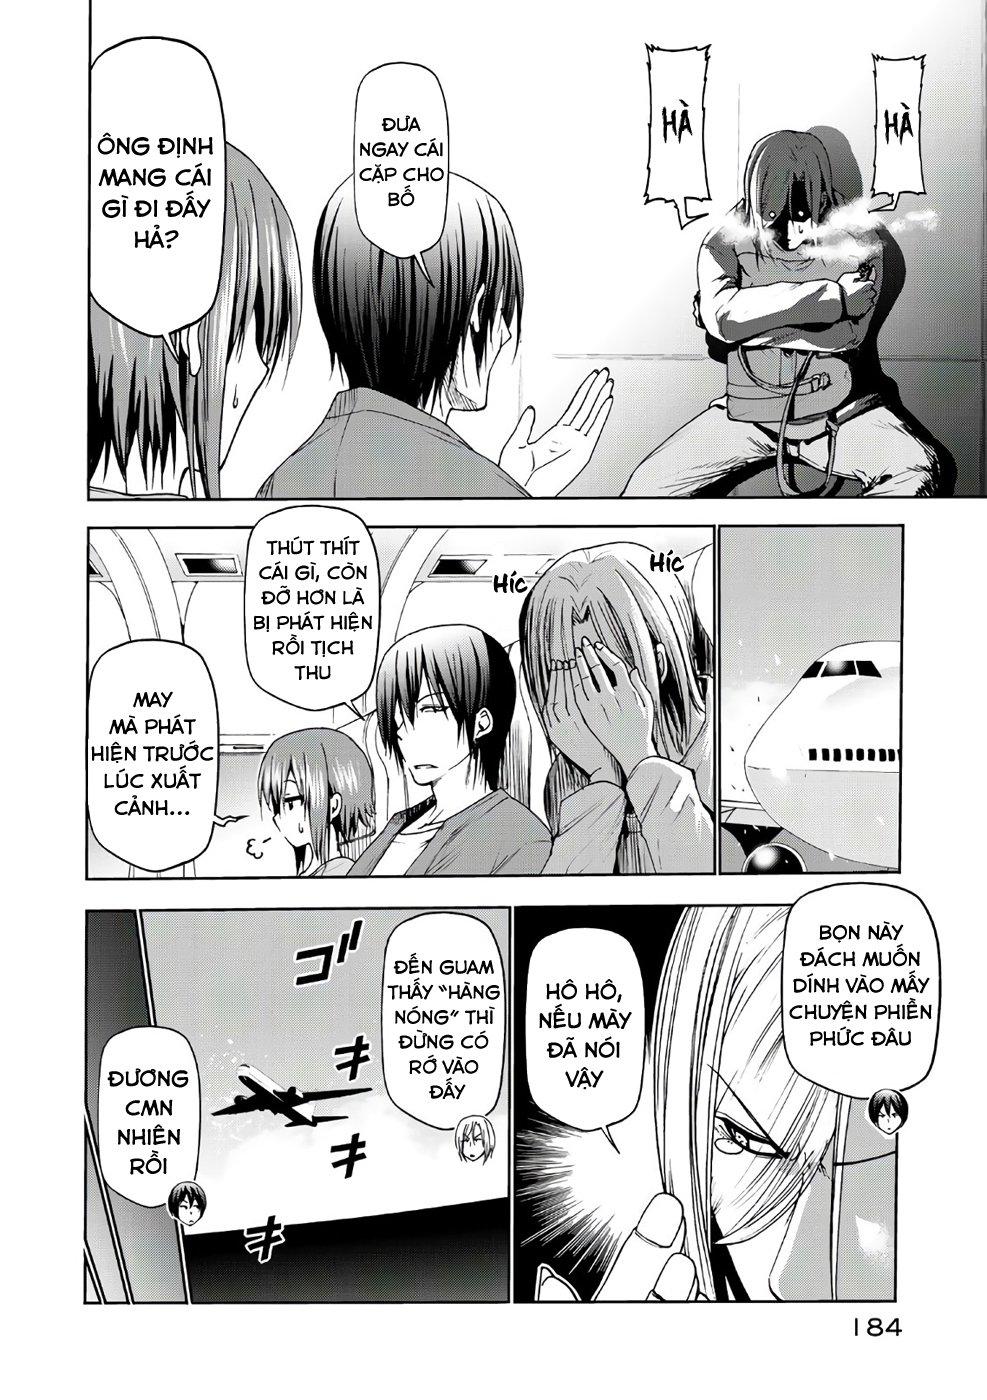 HÀ
HÀ
ĐƯA
NGAY CÁI
CẶP CHO
BỐ
ÔNG ĐỊNH
MANG CÁI
GÌ ĐI ĐẤY
HẢ?
HÍC
HÍC
THÚT THÍT
CÁI GÌ, CÒN
ĐỠ HƠN LÀ
BỊ PHÁT HIỆN
RỒI TỊCH
THU
MAY
MÀ PHÁT
HIỆN TRƯỚC
LÚC XUẤT
CẢNH...
BỌN NÀY
ĐÁCH MUỐN
DÍNH VÀO MẤY
CHUYỆN PHIỀN
PHỨC ĐÂU
HÔ HÔ,
NẾU MÀY
ĐÃ NÓI
VẬY
ĐẾN GUAM
THẤY "HÀNG
NÓNG" THÌ
ĐỪNG CÓ
RỚ VÀO
ĐẤY
ゴ
キ
キ
キ
ĐƯƠNG
CMN
NHIÊN RỒI
184